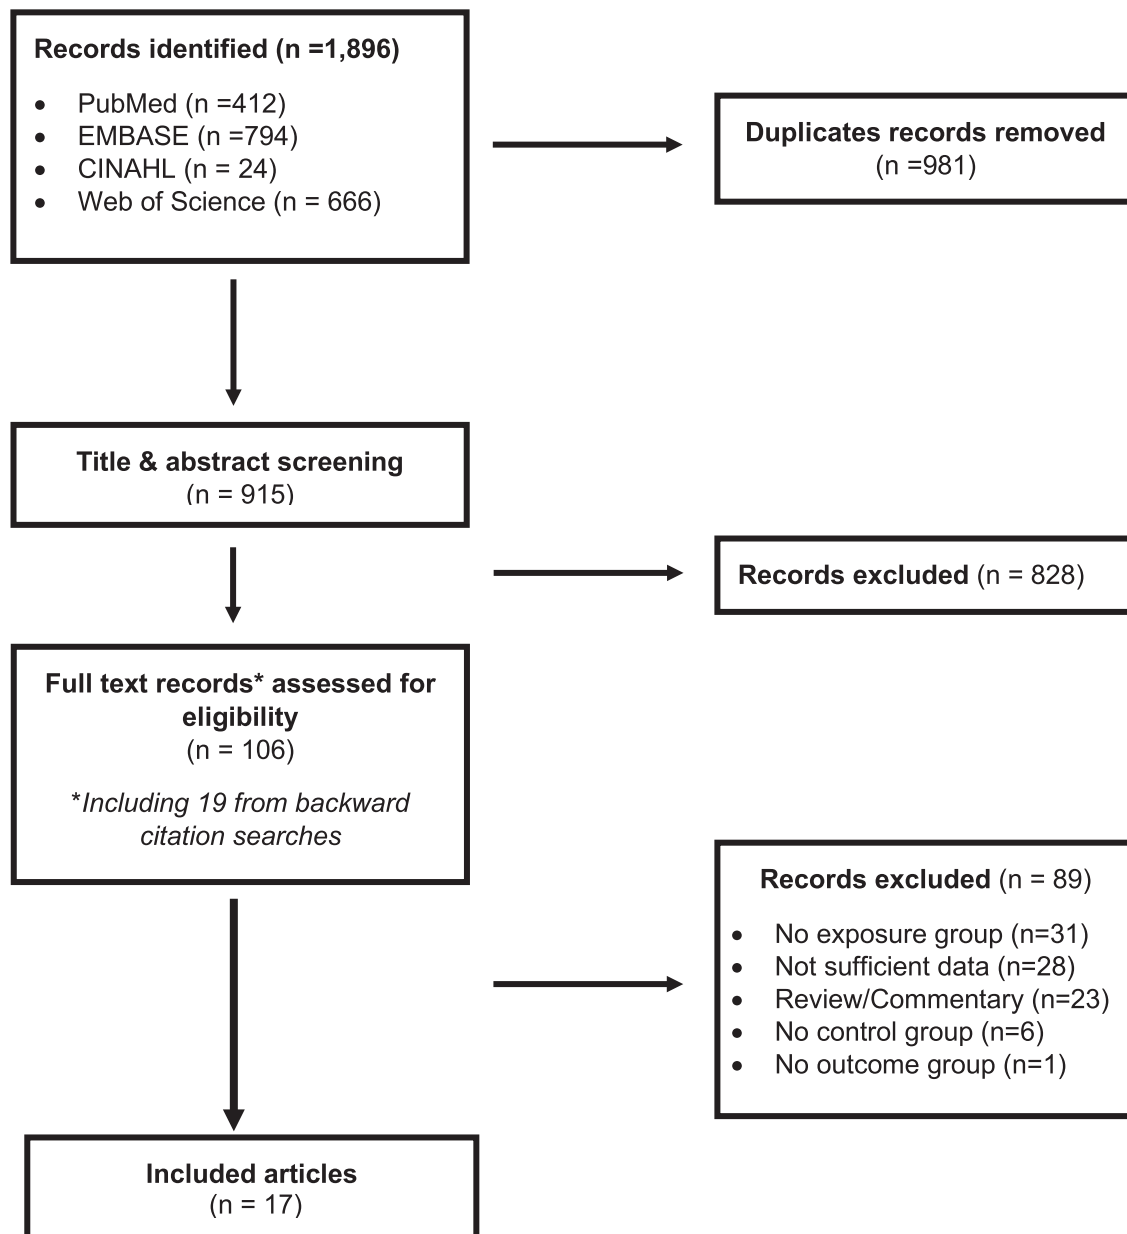 Records identified (n =1,896)
• PubMed (n =412)
• EMBASE (n =794)
• CINAHL (n = 24)
• Web of Science (n = 666)
Duplicates records removed
(n =981)
Title & abstract screening
(n = 915)
Records excluded (n = 828)
Full text records* assessed for
eligibility
(n = 106)
*Including 19 from backward
citation searches
Records excluded (n = 89)
• No exposure group (n=31)
• Not sufficient data (n=28)
• Review/Commentary (n=23)
• No control group (n=6)
• No outcome group (n=1)
Included articles
(n = 17)